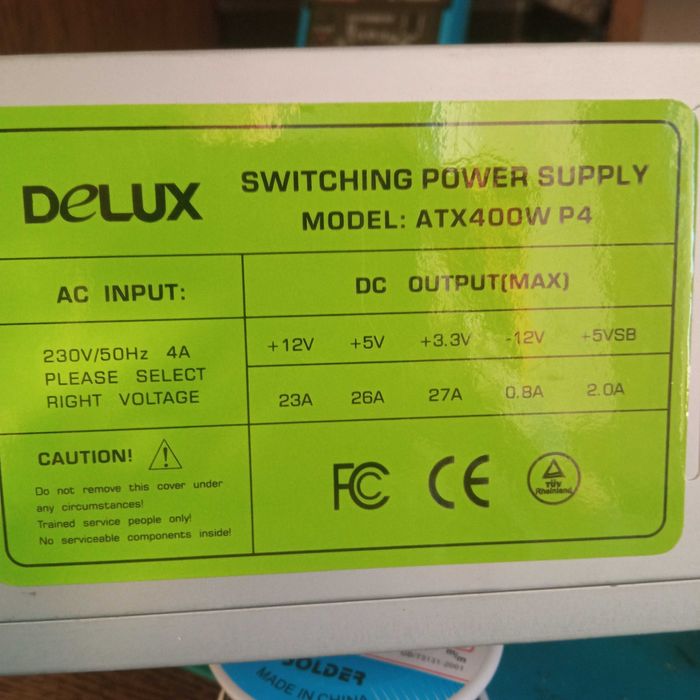 DeLUX
SWITCHING POWER SUPPLY
MODEL: ATX400W P4
AC INPUT:
DC OUTPUT(MAX)
230V/50Hz 4A
PLEASE SELECT
RIGHT VOLTAGE
+12V +5V +3.3V -12V +5VSB
23A 26A 27A 0.8A 2.0A
CAUTION!
Do not remove this cover under
any circumstances!
Trained service people only!
No serviceable components inside!
FC CE TÜV
Rheinland
SOLDER
MADE IN CHINA